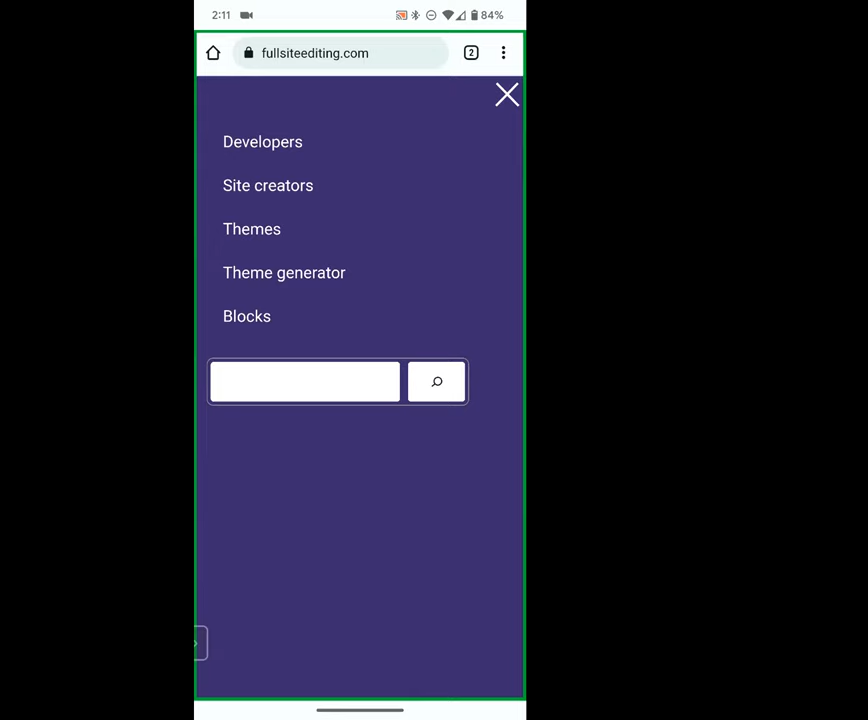 2:11 84%
fullsiteediting.com 2
Developers
Site creators
Themes
Theme generator
Blocks